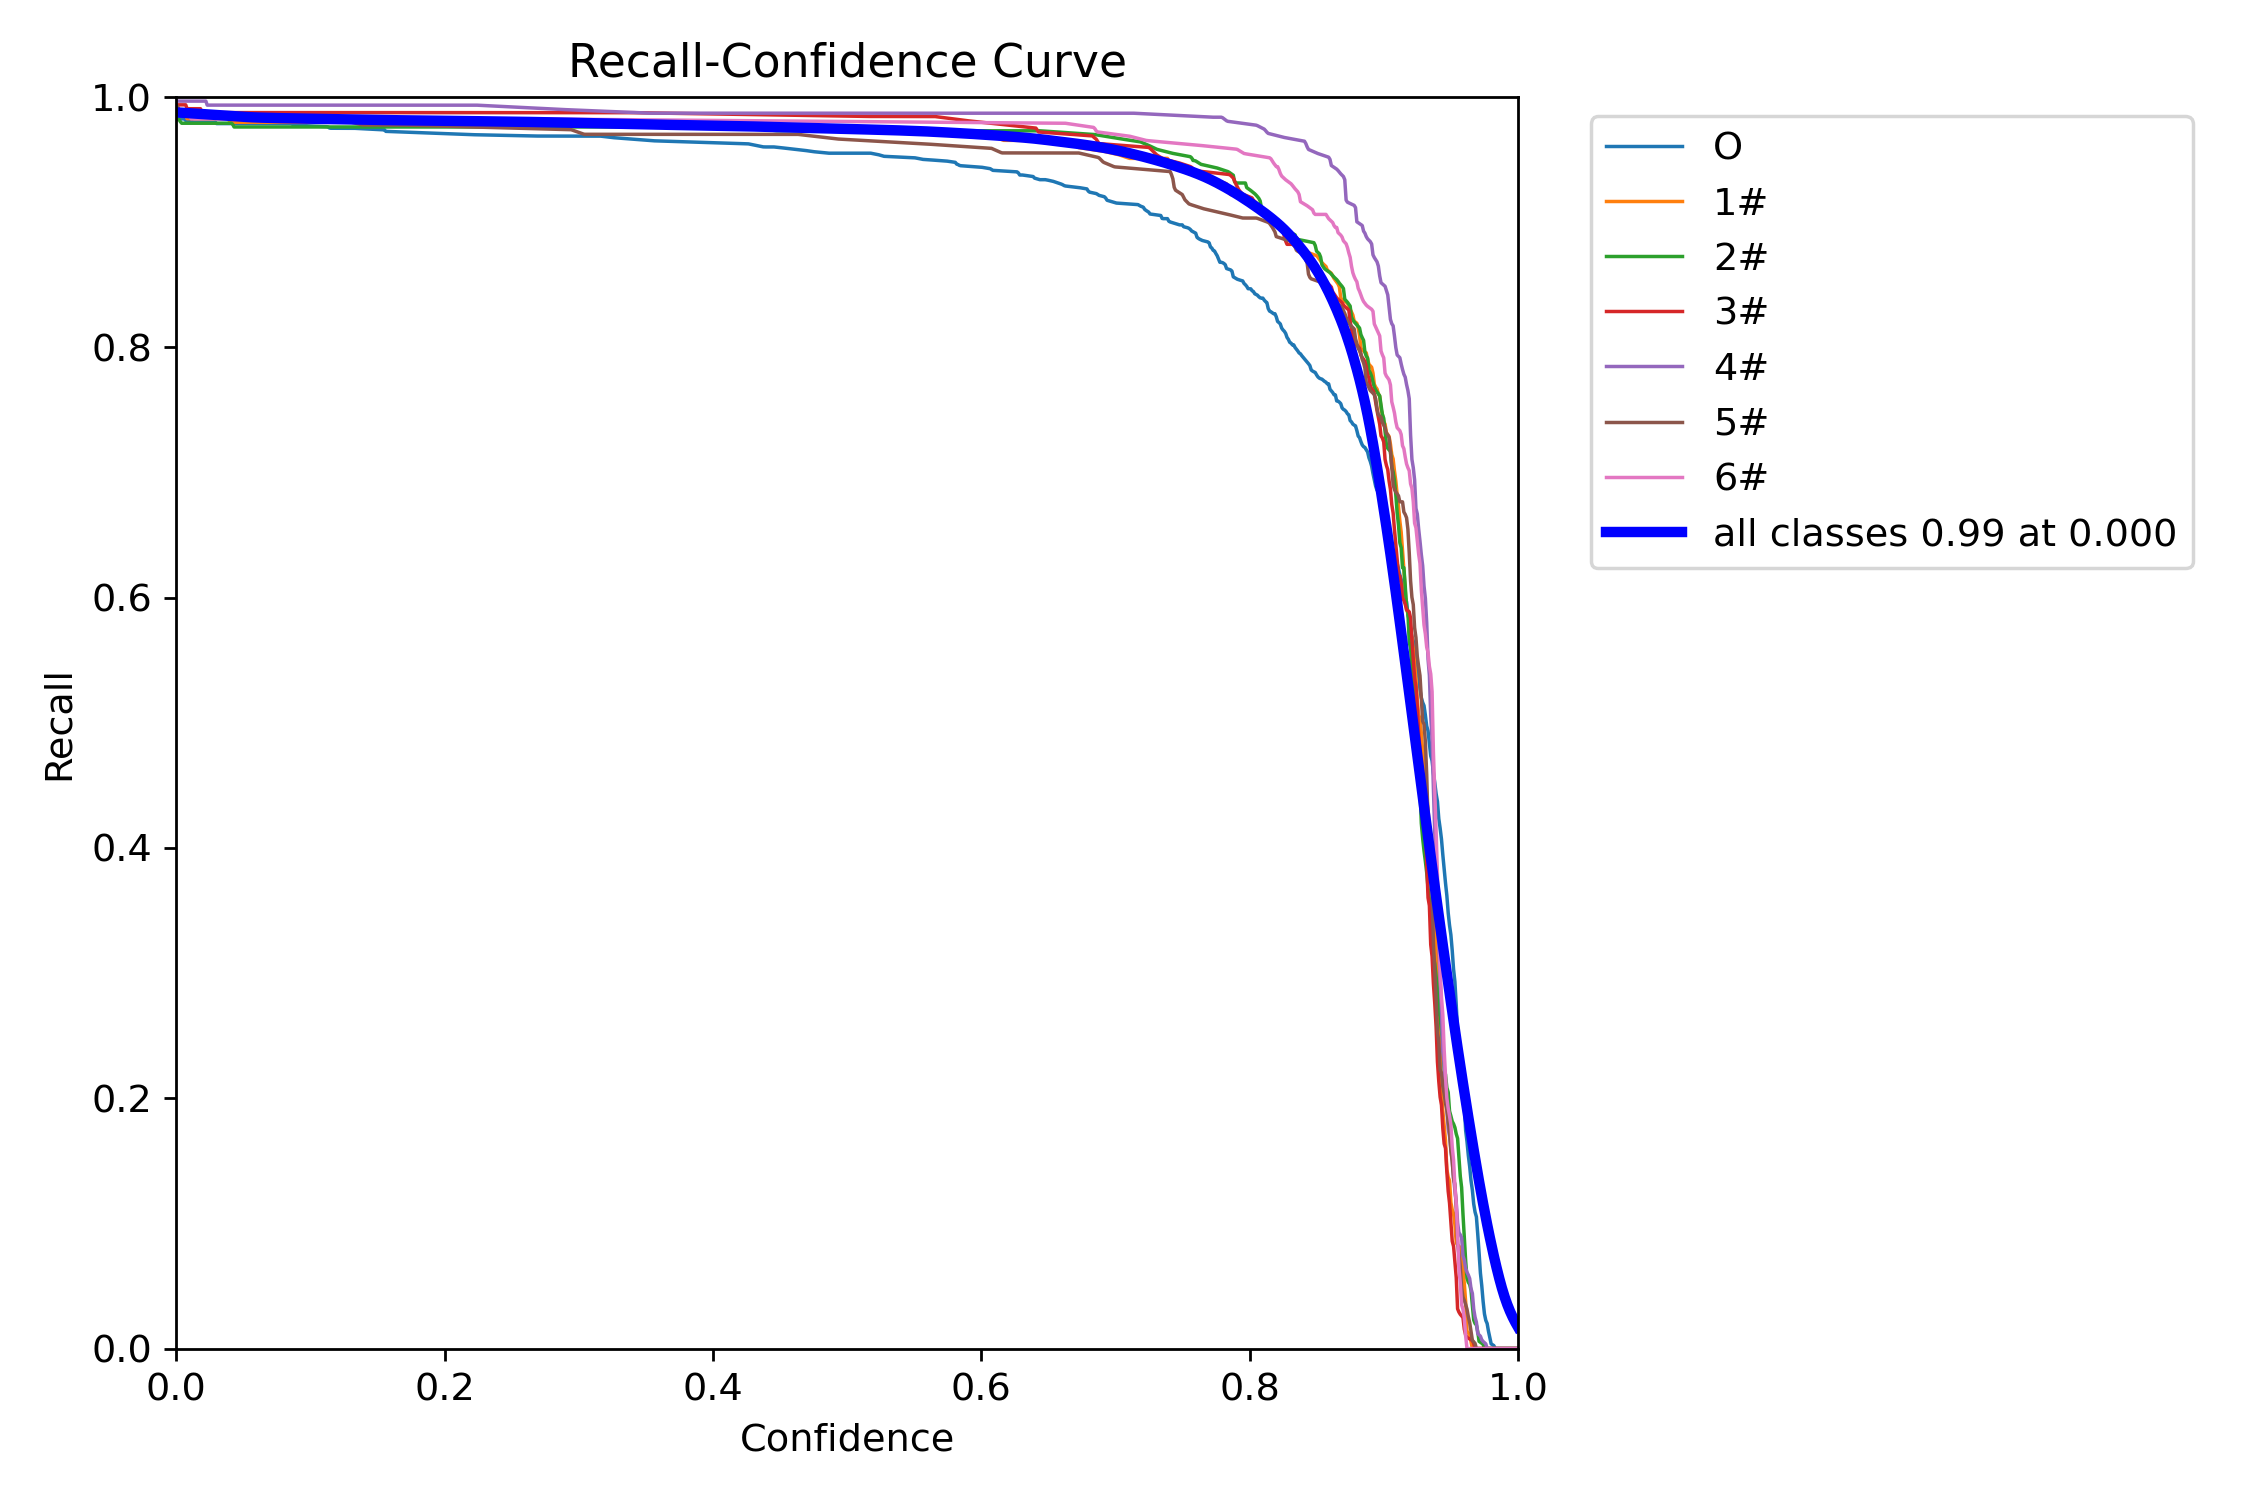 Recall-Confidence Curve
1.0
0.8
0.6
0.4
0.2
0.0
Recall
0.0 0.2 0.4 0.6 0.8 1.0
Confidence
O
1#
2#
3#
4#
5#
6#
all classes 0.99 at 0.000